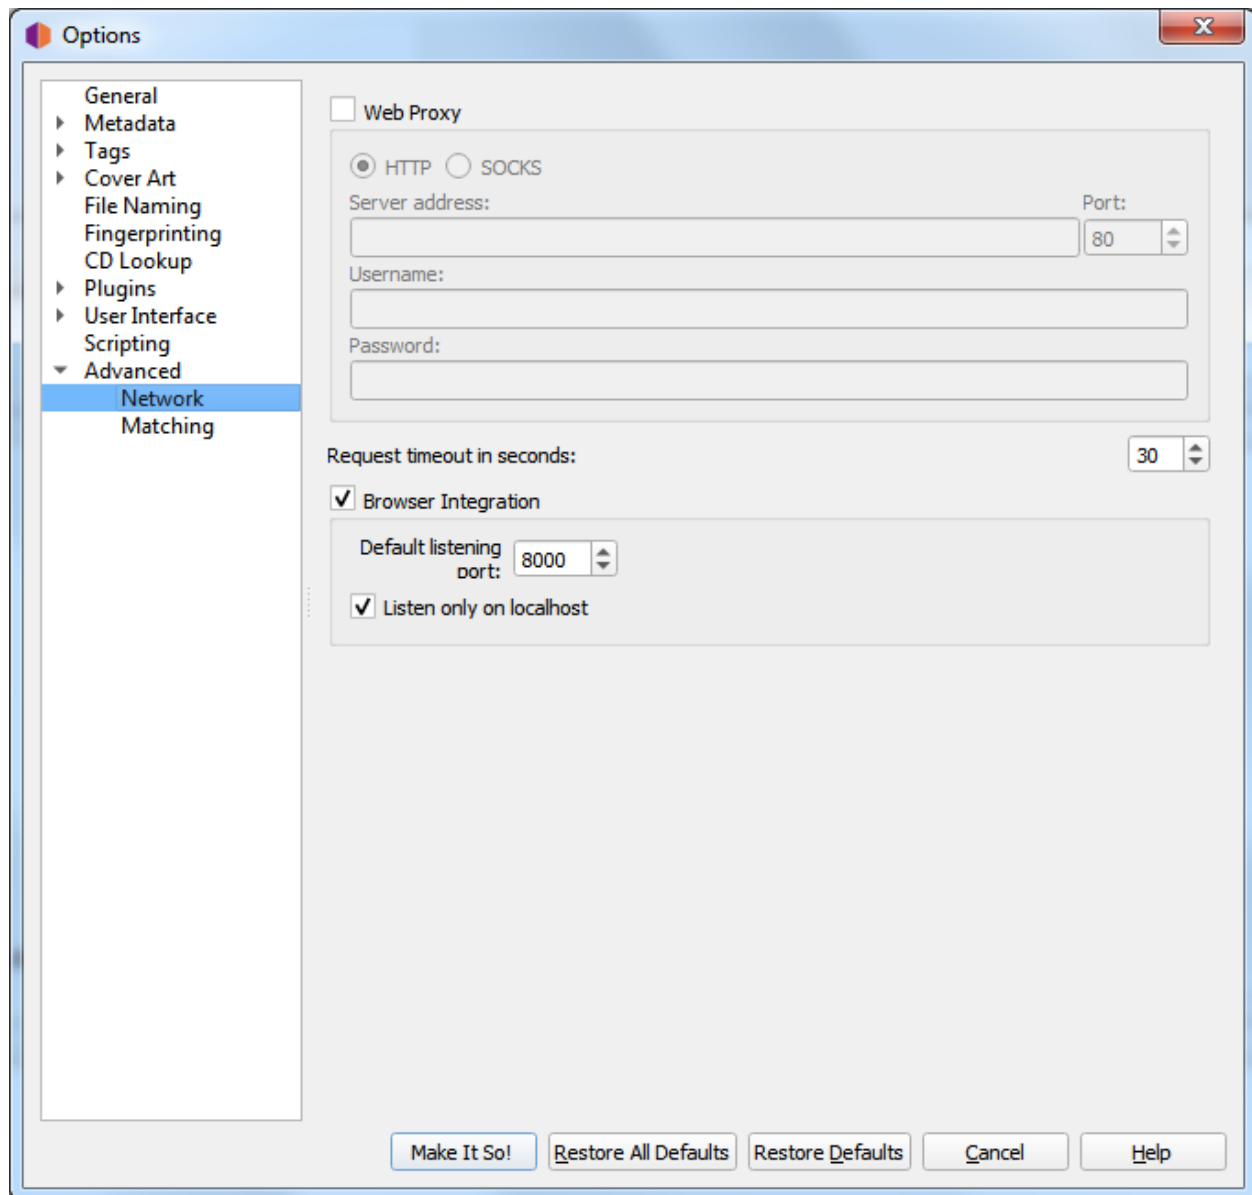 Options
General
Metadata
Tags
Cover Art
File Naming
Fingerprinting
CD Lookup
Plugins
User Interface
Scripting
Advanced
Network
Matching
Web Proxy
HTTP SOCKS
Server address: Port:
80
Username:
Password:
Request timeout in seconds: 30
Browser Integration
Default listening
port: 8000
Listen only on localhost
Make It So! Restore All Defaults Restore Defaults Cancel Help